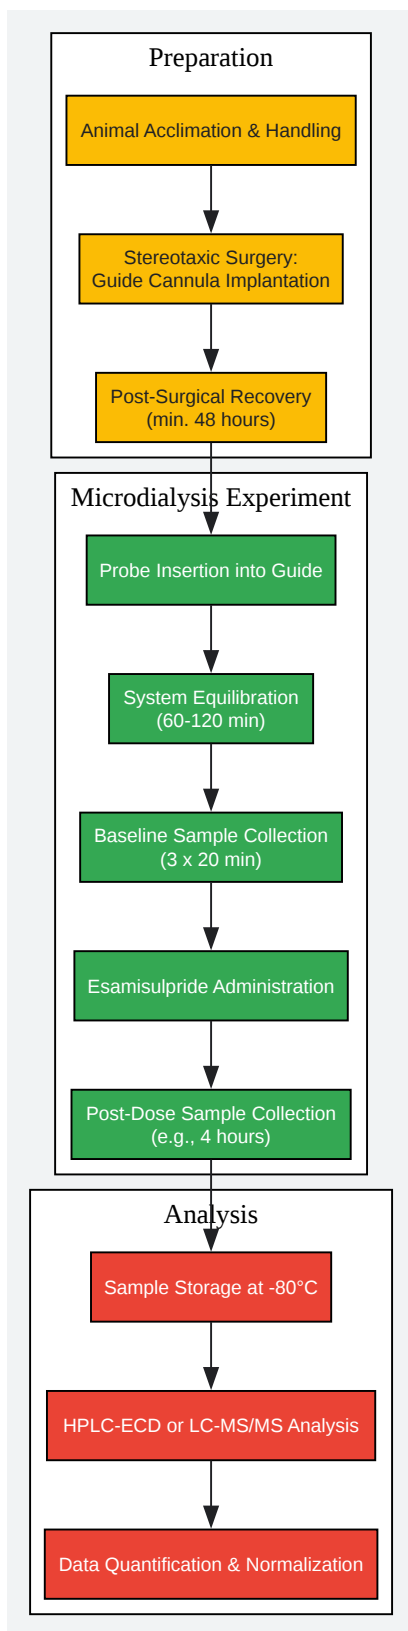 Preparation
Animal Acclimation & Handling
Stereotaxic Surgery:
Guide Cannula Implantation
Post-Surgical Recovery
(min. 48 hours)
Microdialysis Experiment
Probe Insertion into Guide
System Equilibration
(60-120 min)
Baseline Sample Collection
(3 x 20 min)
Esamisulpride Administration
Post-Dose Sample Collection
(e.g., 4 hours)
Analysis
Sample Storage at -80°C
HPLC-ECD or LC-MS/MS Analysis
Data Quantification & Normalization